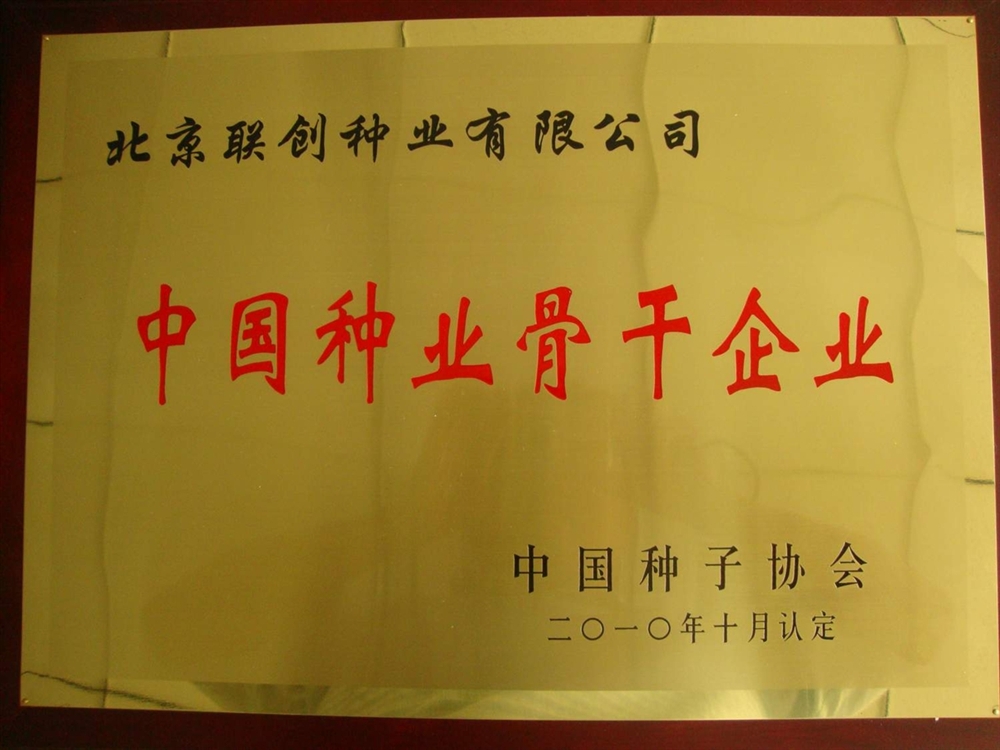 北京联创种业有限公司
中国种业骨干企业
中国种子协会
二〇一〇年十月认定